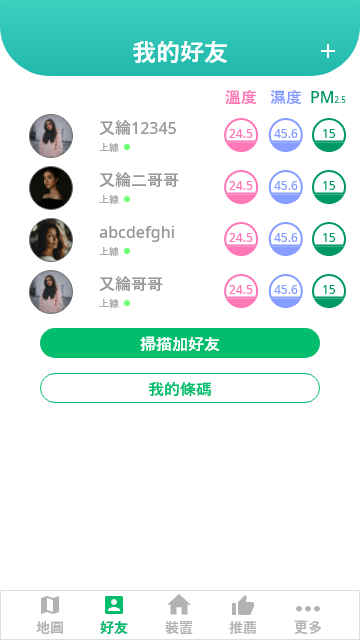 我的好友
溫度 濕度 PM2.5
又綸12345 24.5 45.6 15
上線
又綸二哥哥 24.5 45.6 15
上線
abcdefghi 24.5 45.6 15
上線
又綸哥哥 24.5 45.6 15
上線
掃描加好友
我的條碼
地圖 好友 裝置 推薦 更多